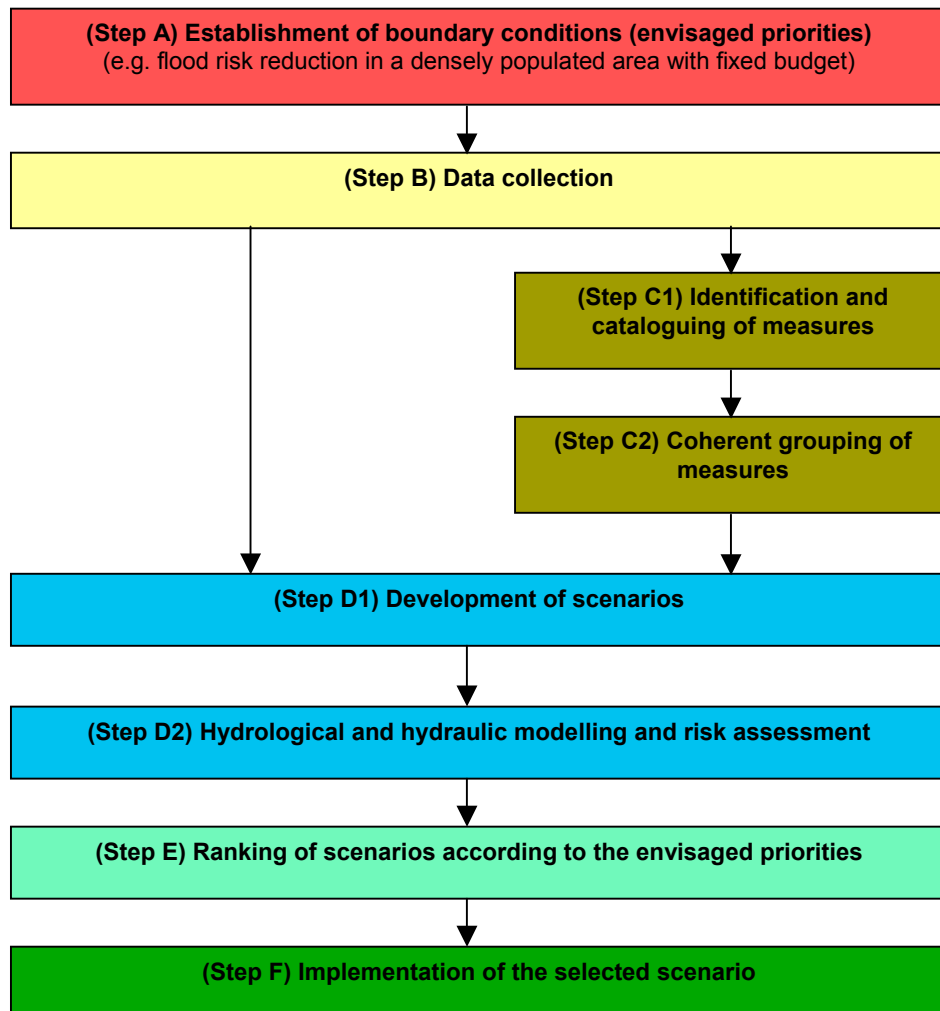 (Step A) Establishment of boundary conditions (envisaged priorities)
(e.g. flood risk reduction in a densely populated area with fixed budget)
(Step B) Data collection
(Step C1) Identification and
cataloguing of measures
(Step C2) Coherent grouping of
measures
(Step D1) Development of scenarios
(Step D2) Hydrological and hydraulic modelling and risk assessment
(Step E) Ranking of scenarios according to the envisaged priorities
(Step F) Implementation of the selected scenario